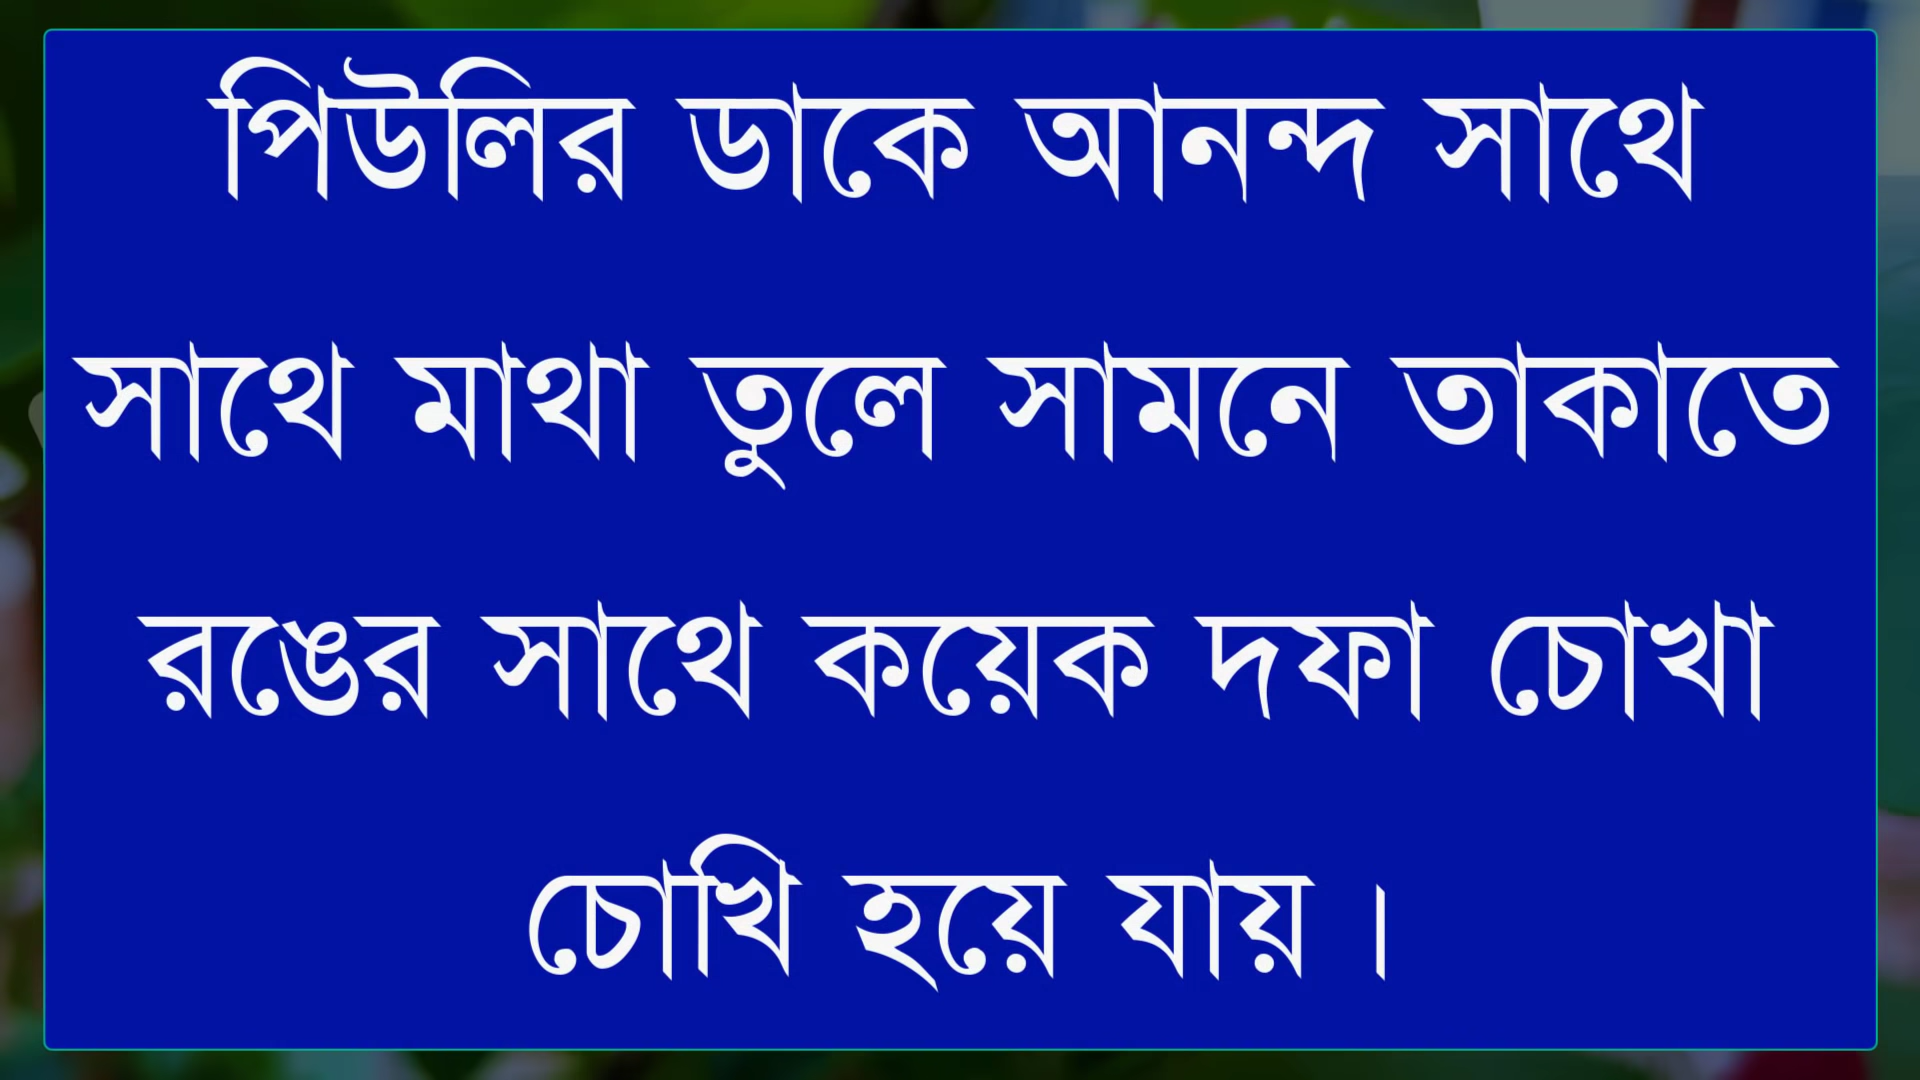 পিউলির ডাকে আনন্দ সাথে
সাথে মাথা তুলে সামনে তাকাতে
রঙের সাথে কয়েক দফা চোখা
চোখি হয়ে যায় ।